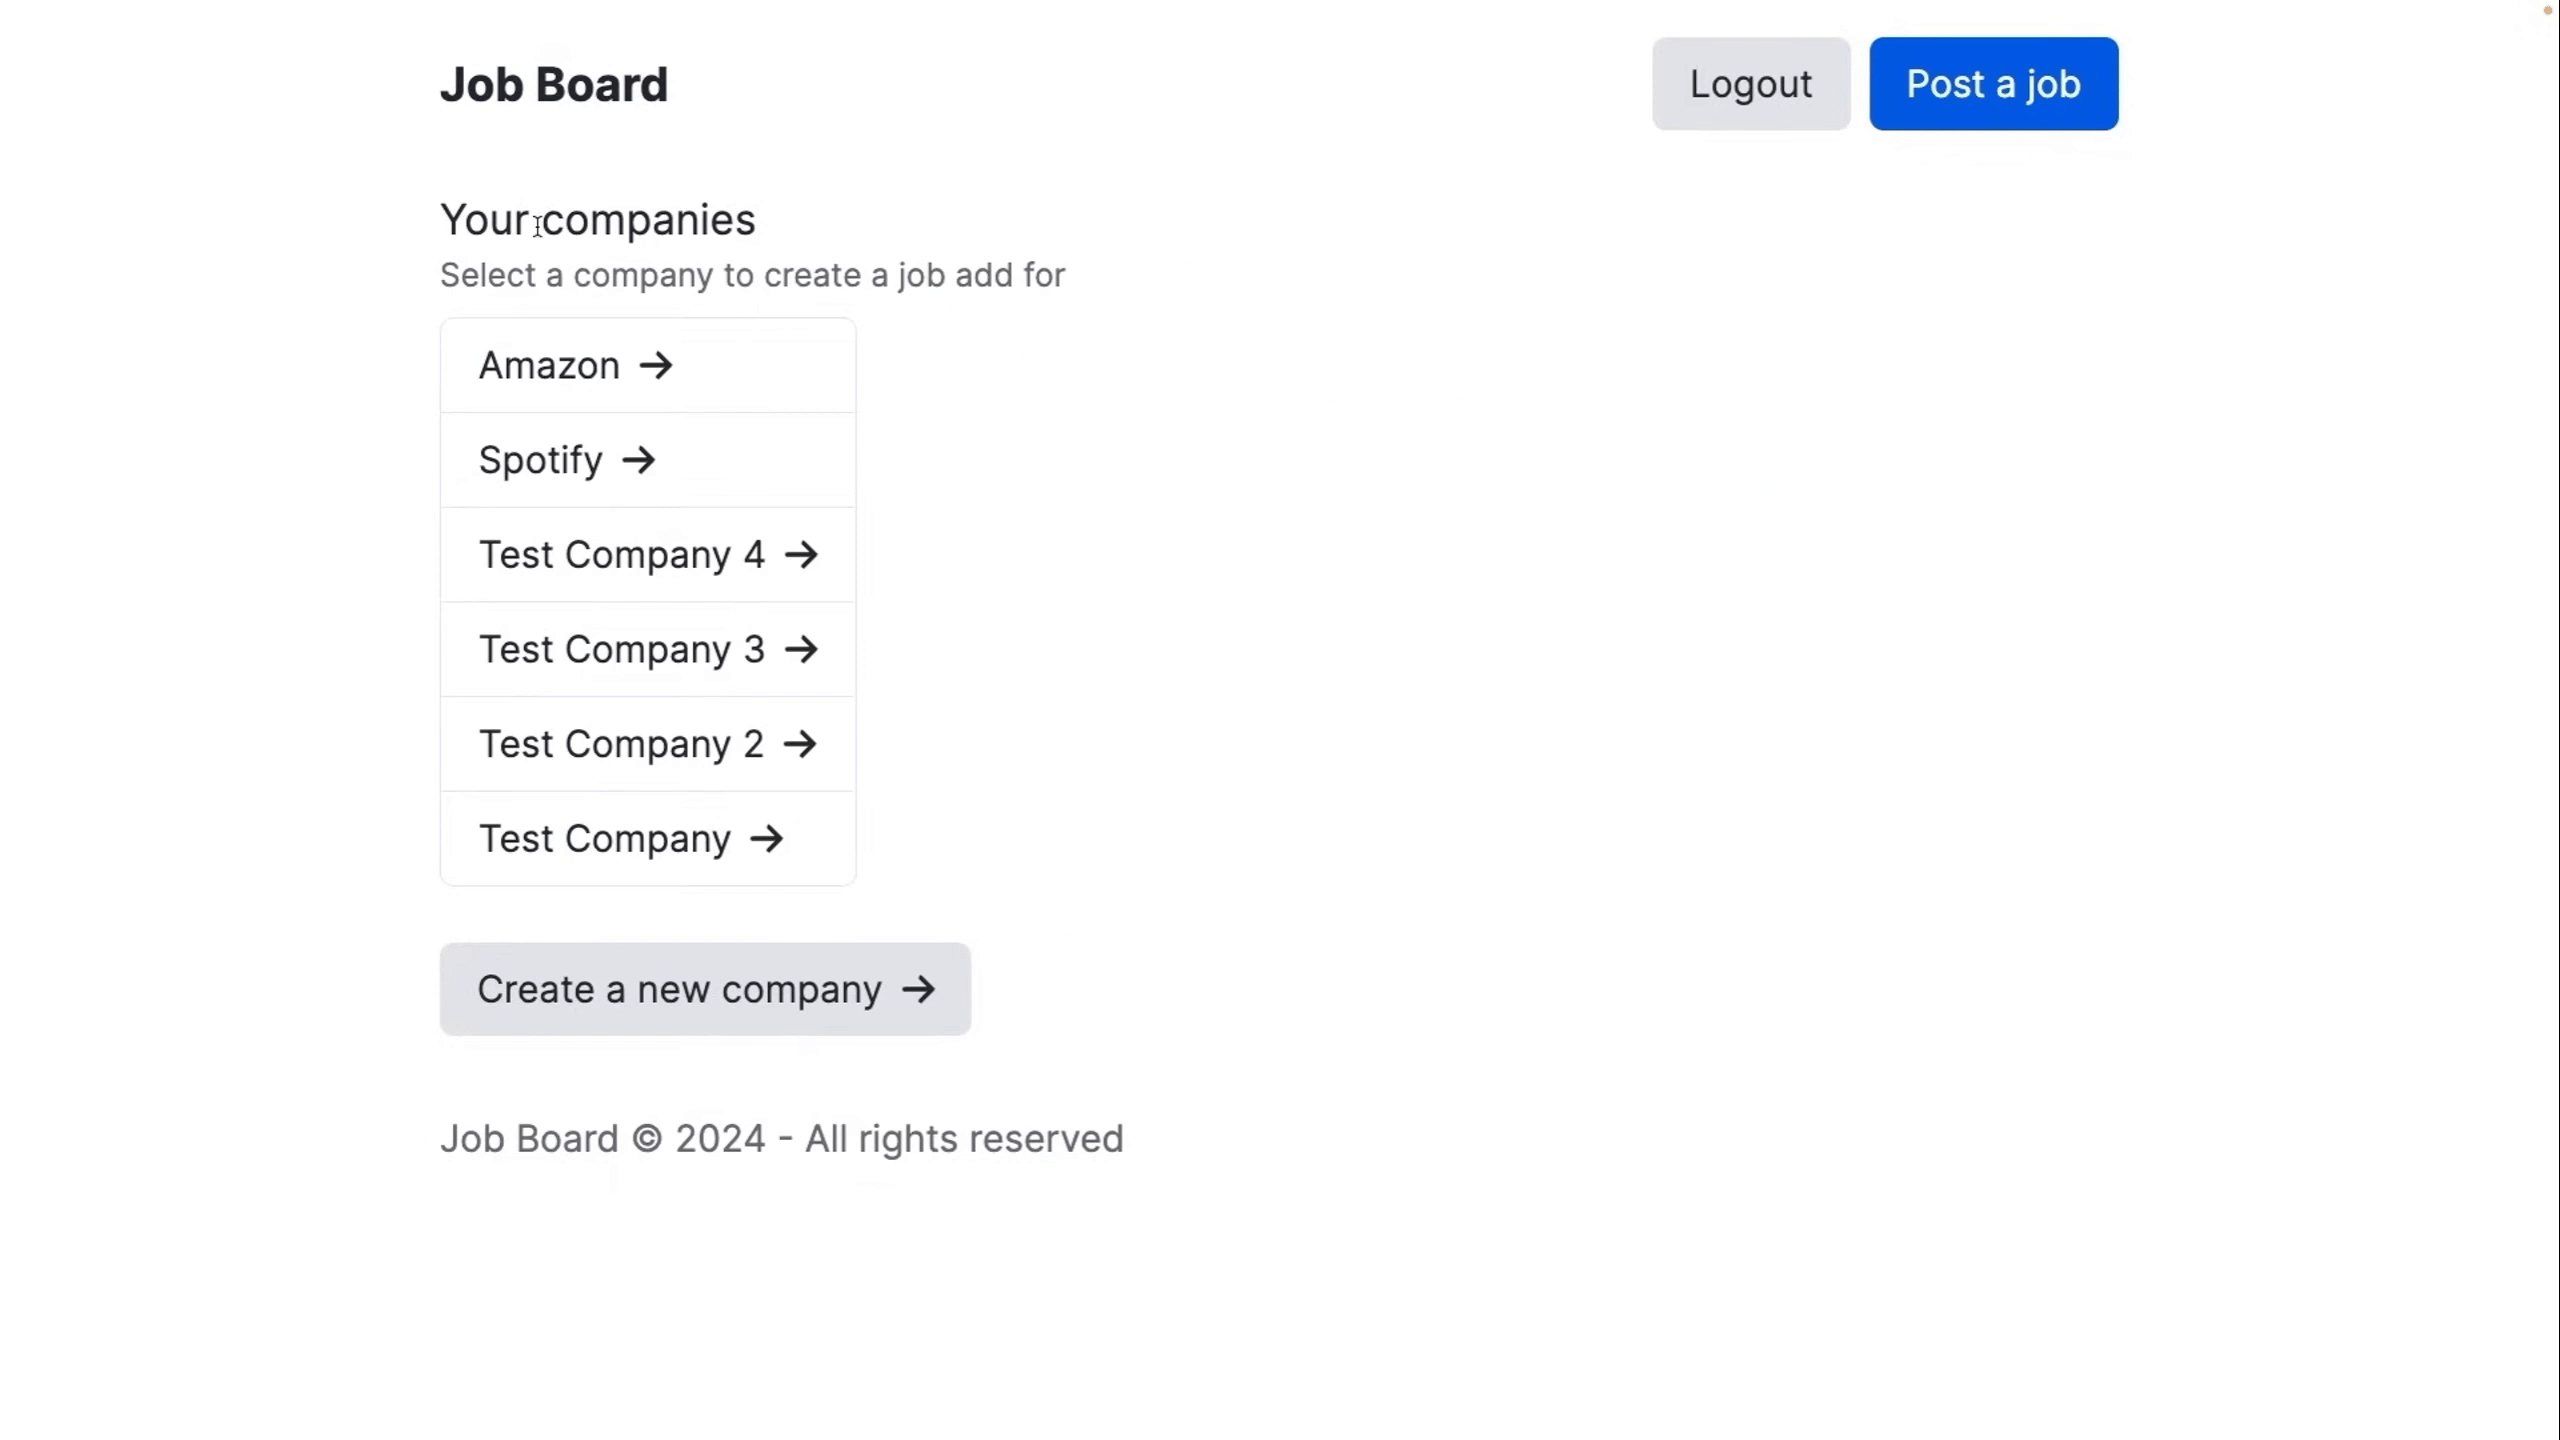 Job Board
Logout
Post a job
Your companies
Select a company to create a job add for
Amazon →
Spotify →
Test Company 4 →
Test Company 3 →
Test Company 2 →
Test Company →
Create a new company →
Job Board © 2024 - All rights reserved